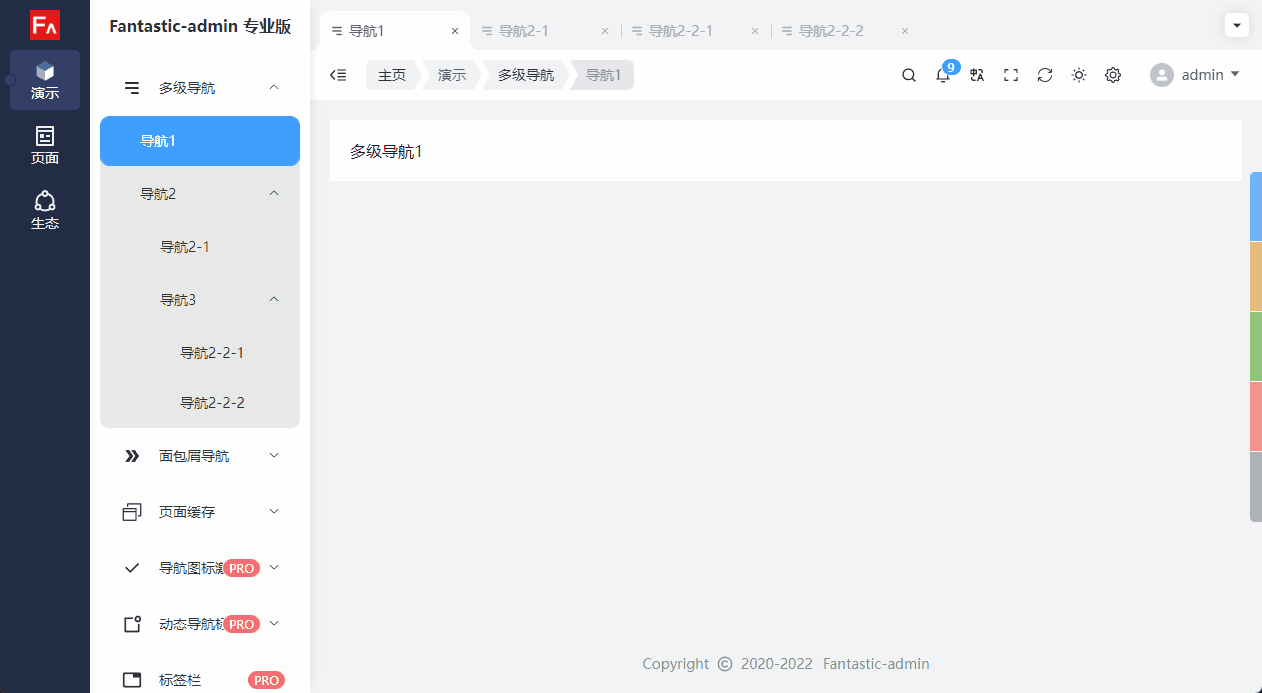 演示
页面
生态
Fantastic-admin 专业版
多级导航
导航1
导航2
导航2-1
导航3
导航2-2-1
导航2-2-2
面包屑导航
页面缓存
导航图标激 PRO
动态导航标 PRO
标签栏 PRO
导航1 导航2-1 导航2-2-1 导航2-2-2
主页 演示 多级导航 导航1 9 admin
多级导航1
Copyright © 2020-2022 Fantastic-admin